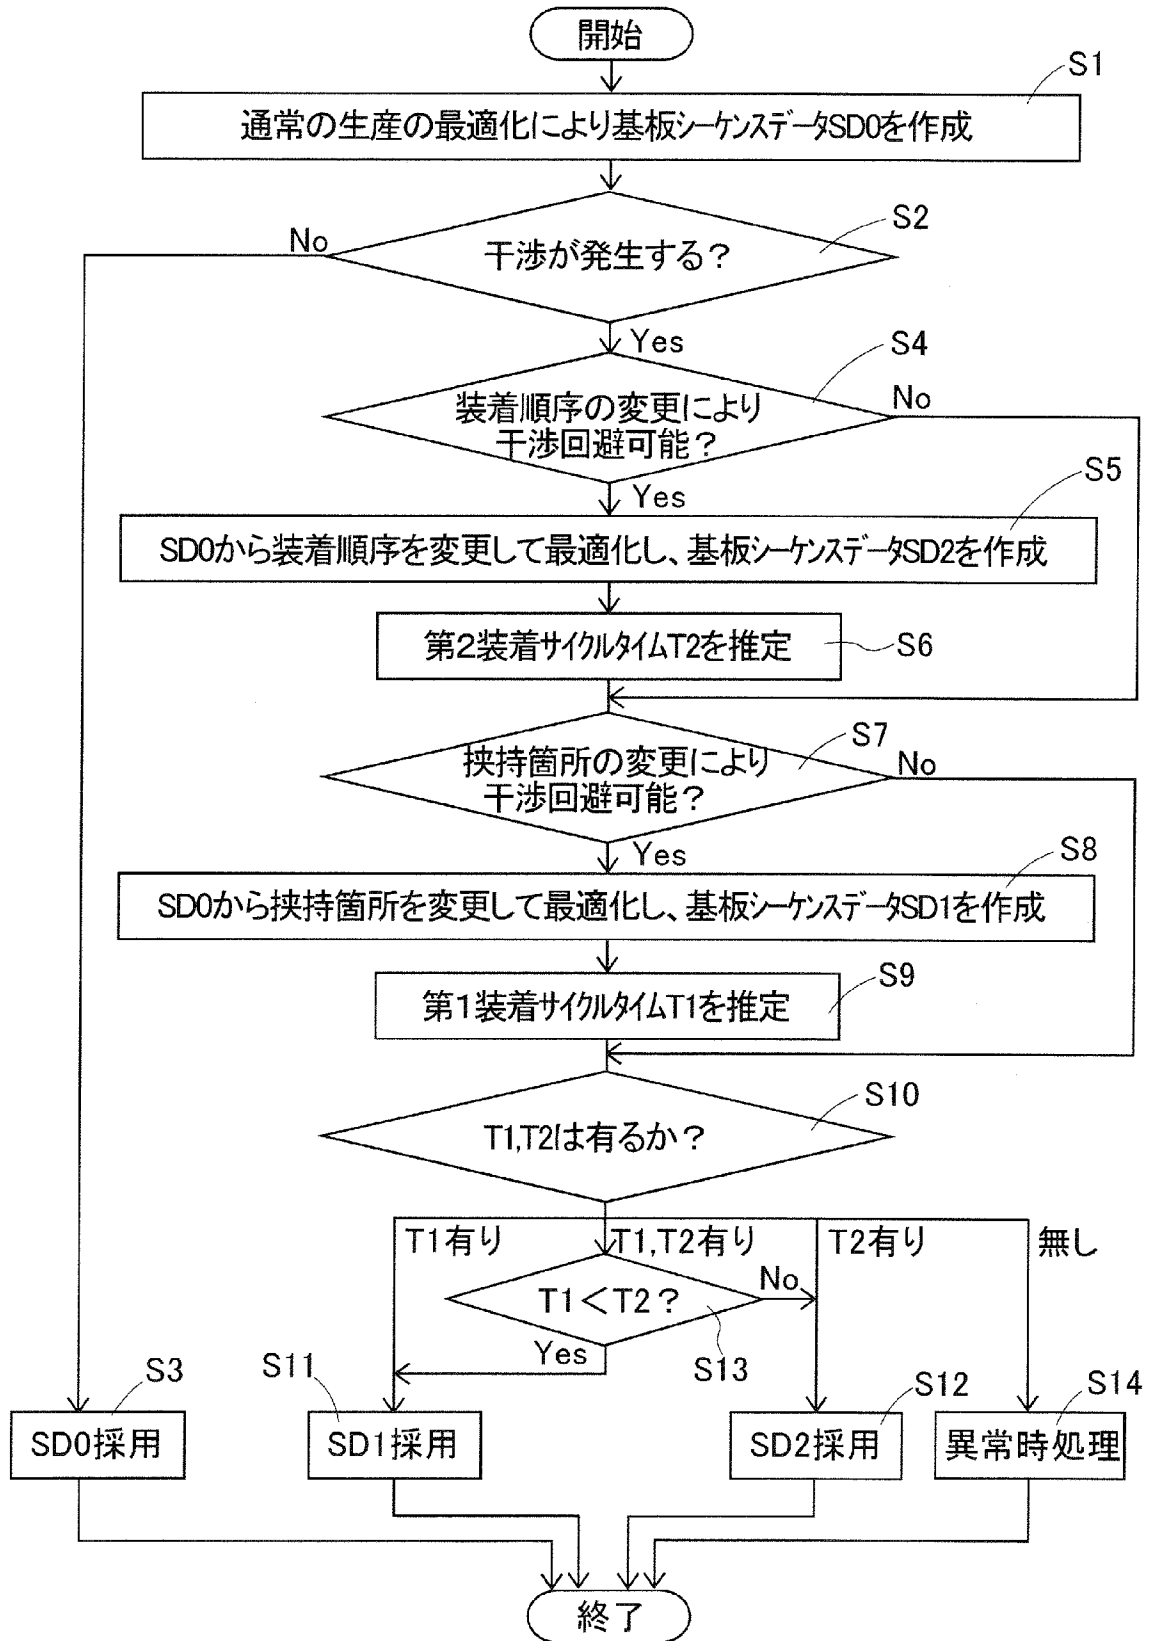 開始
S1
通常の生産の最適化により基板シーケンスデータSD0を作成
S2
No
干渉が発生する？
Yes
S4
装着順序の変更により
干渉回避可能？
No
Yes
S5
SD0から装着順序を変更して最適化し、基板シーケンスデータSD2を作成
第2装着サイクルタイムT2を推定
S6
S7
挟持箇所の変更により
干渉回避可能？
No
Yes
S8
SD0から挟持箇所を変更して最適化し、基板シーケンスデータSD1を作成
S9
第1装着サイクルタイムT1を推定
S10
T1,T2は有るか？
T1有り
T1,T2有り
T2有り
無し
T1＜T2？
No
Yes
S13
S3
S11
S12
S14
SD0採用
SD1採用
SD2採用
異常時処理
終了